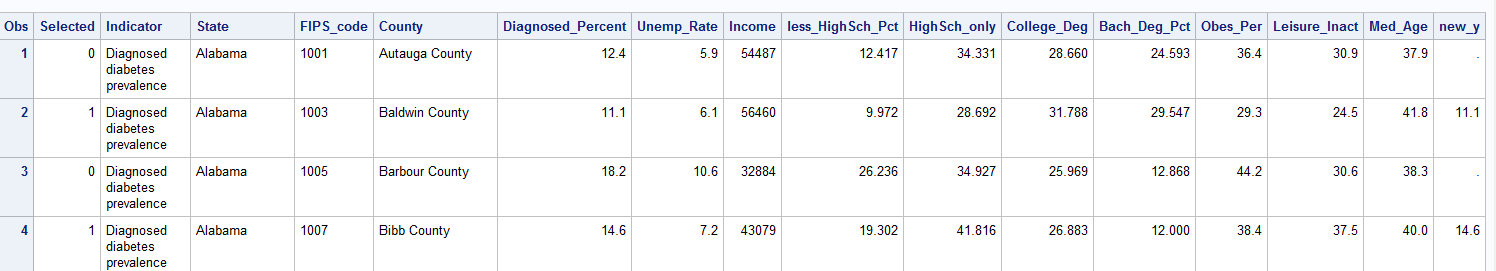 Obs Selected Indicator State FIPS_code County Diagnosed_Percent Unemp_Rate Income less_HighSch_Pct HighSch_only College_Deg Bach_Deg_Pct Obes_Per Leisure_Inact Med_Age new_y
1 0 Diagnosed Alabama 1001 Autauga County 12.4 5.9 54487 12.417 34.331 28.660 24.593 36.4 30.9 37.9 .
diabetes
prevalence
2 1 Diagnosed Alabama 1003 Baldwin County 11.1 6.1 56460 9.972 28.692 31.788 29.547 29.3 24.5 41.8 11.1
diabetes
prevalence
3 0 Diagnosed Alabama 1005 Barbour County 18.2 10.6 32884 26.236 34.927 25.969 12.868 44.2 30.6 38.3 .
diabetes
prevalence
4 1 Diagnosed Alabama 1007 Bibb County 14.6 7.2 43079 19.302 41.816 26.883 12.000 38.4 37.5 40.0 14.6
diabetes
prevalence